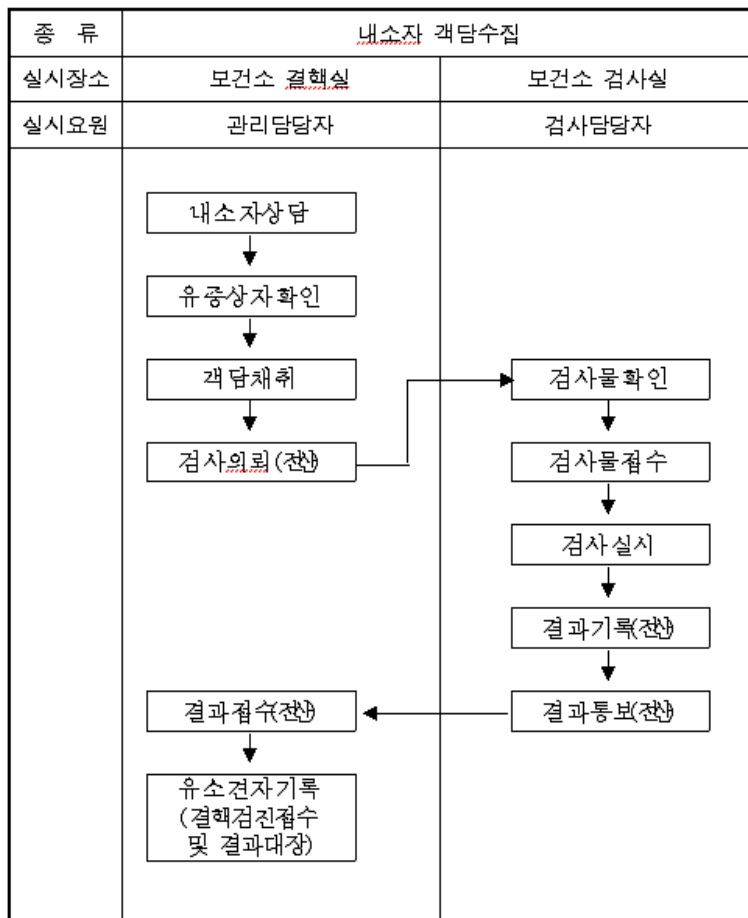 종 류
내소자 객담수집
실시장소
보건소 결핵실
보건소 검사실
실시요원
관리담당자
검사담당자
내소자상담
유증상자확인
객담채취
검사의뢰(전산)
검사물확인
검사물접수
검사실시
결과기록(전산)
결과통보(전산)
결과접수(전산)
유소견자기록
(결핵검진접수
및 결과대장)